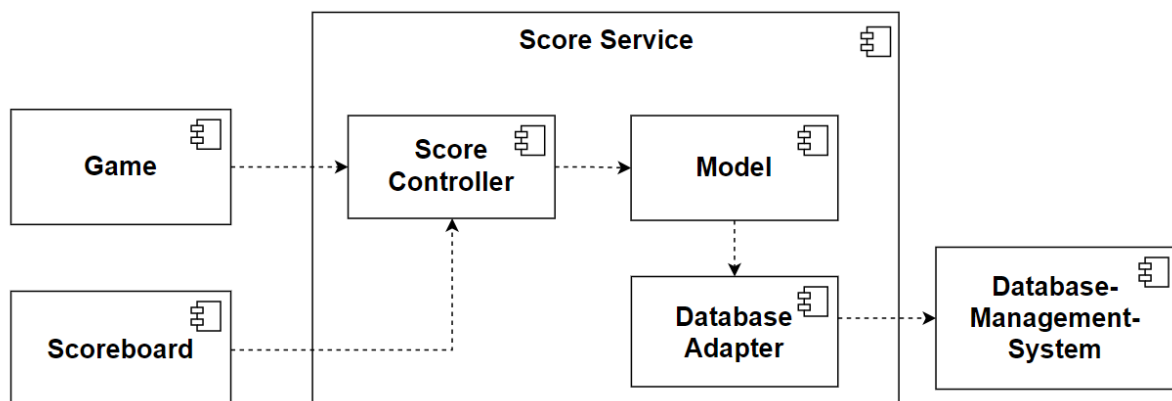 Score Service
Game
Score
Controller
Model
Scoreboard
Database
Adapter
Database-
Management-
System